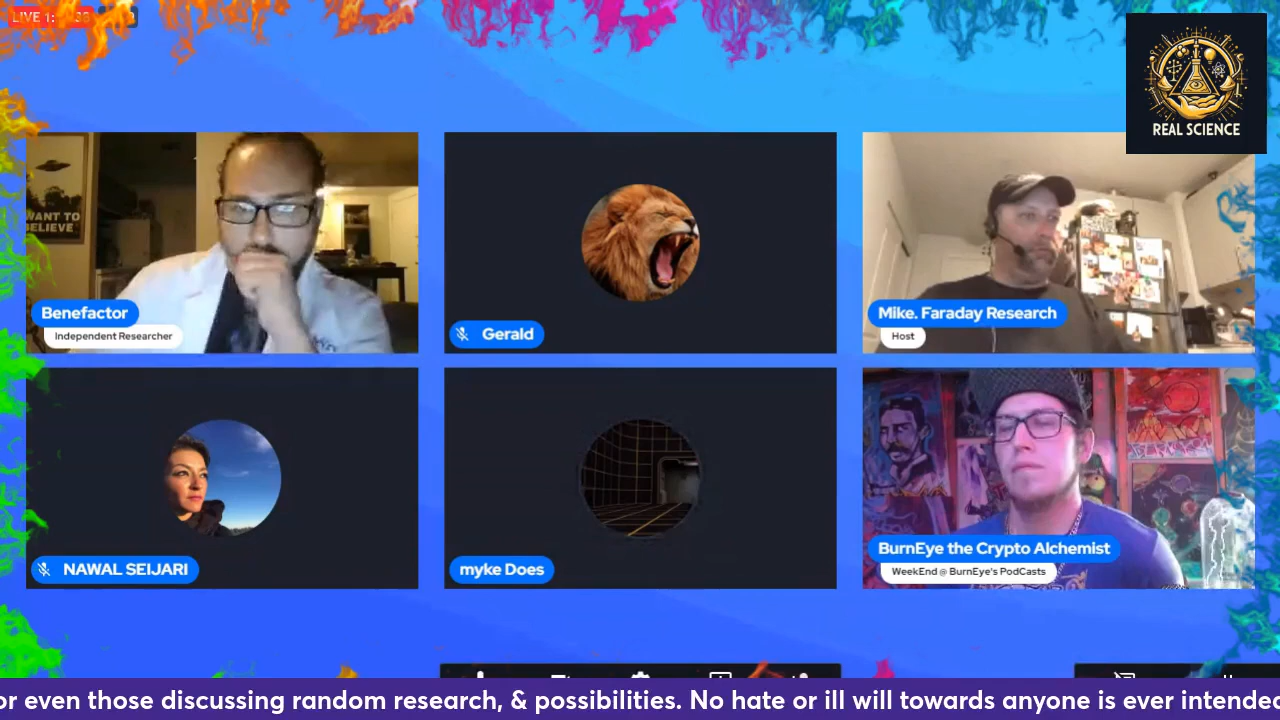 LIVE 1:
REAL SCIENCE
WANT TO
BELIEVE
Benefactor
Independent Researcher
Gerald
Mike. Faraday Research
Host
NAWAL SEIJARI
myke Does
BurnEye the Crypto Alchemist
WeekEnd @ BurnEye's PodCasts
or even those discussing random research, & possibilities. No hate or ill will towards anyone is ever intended